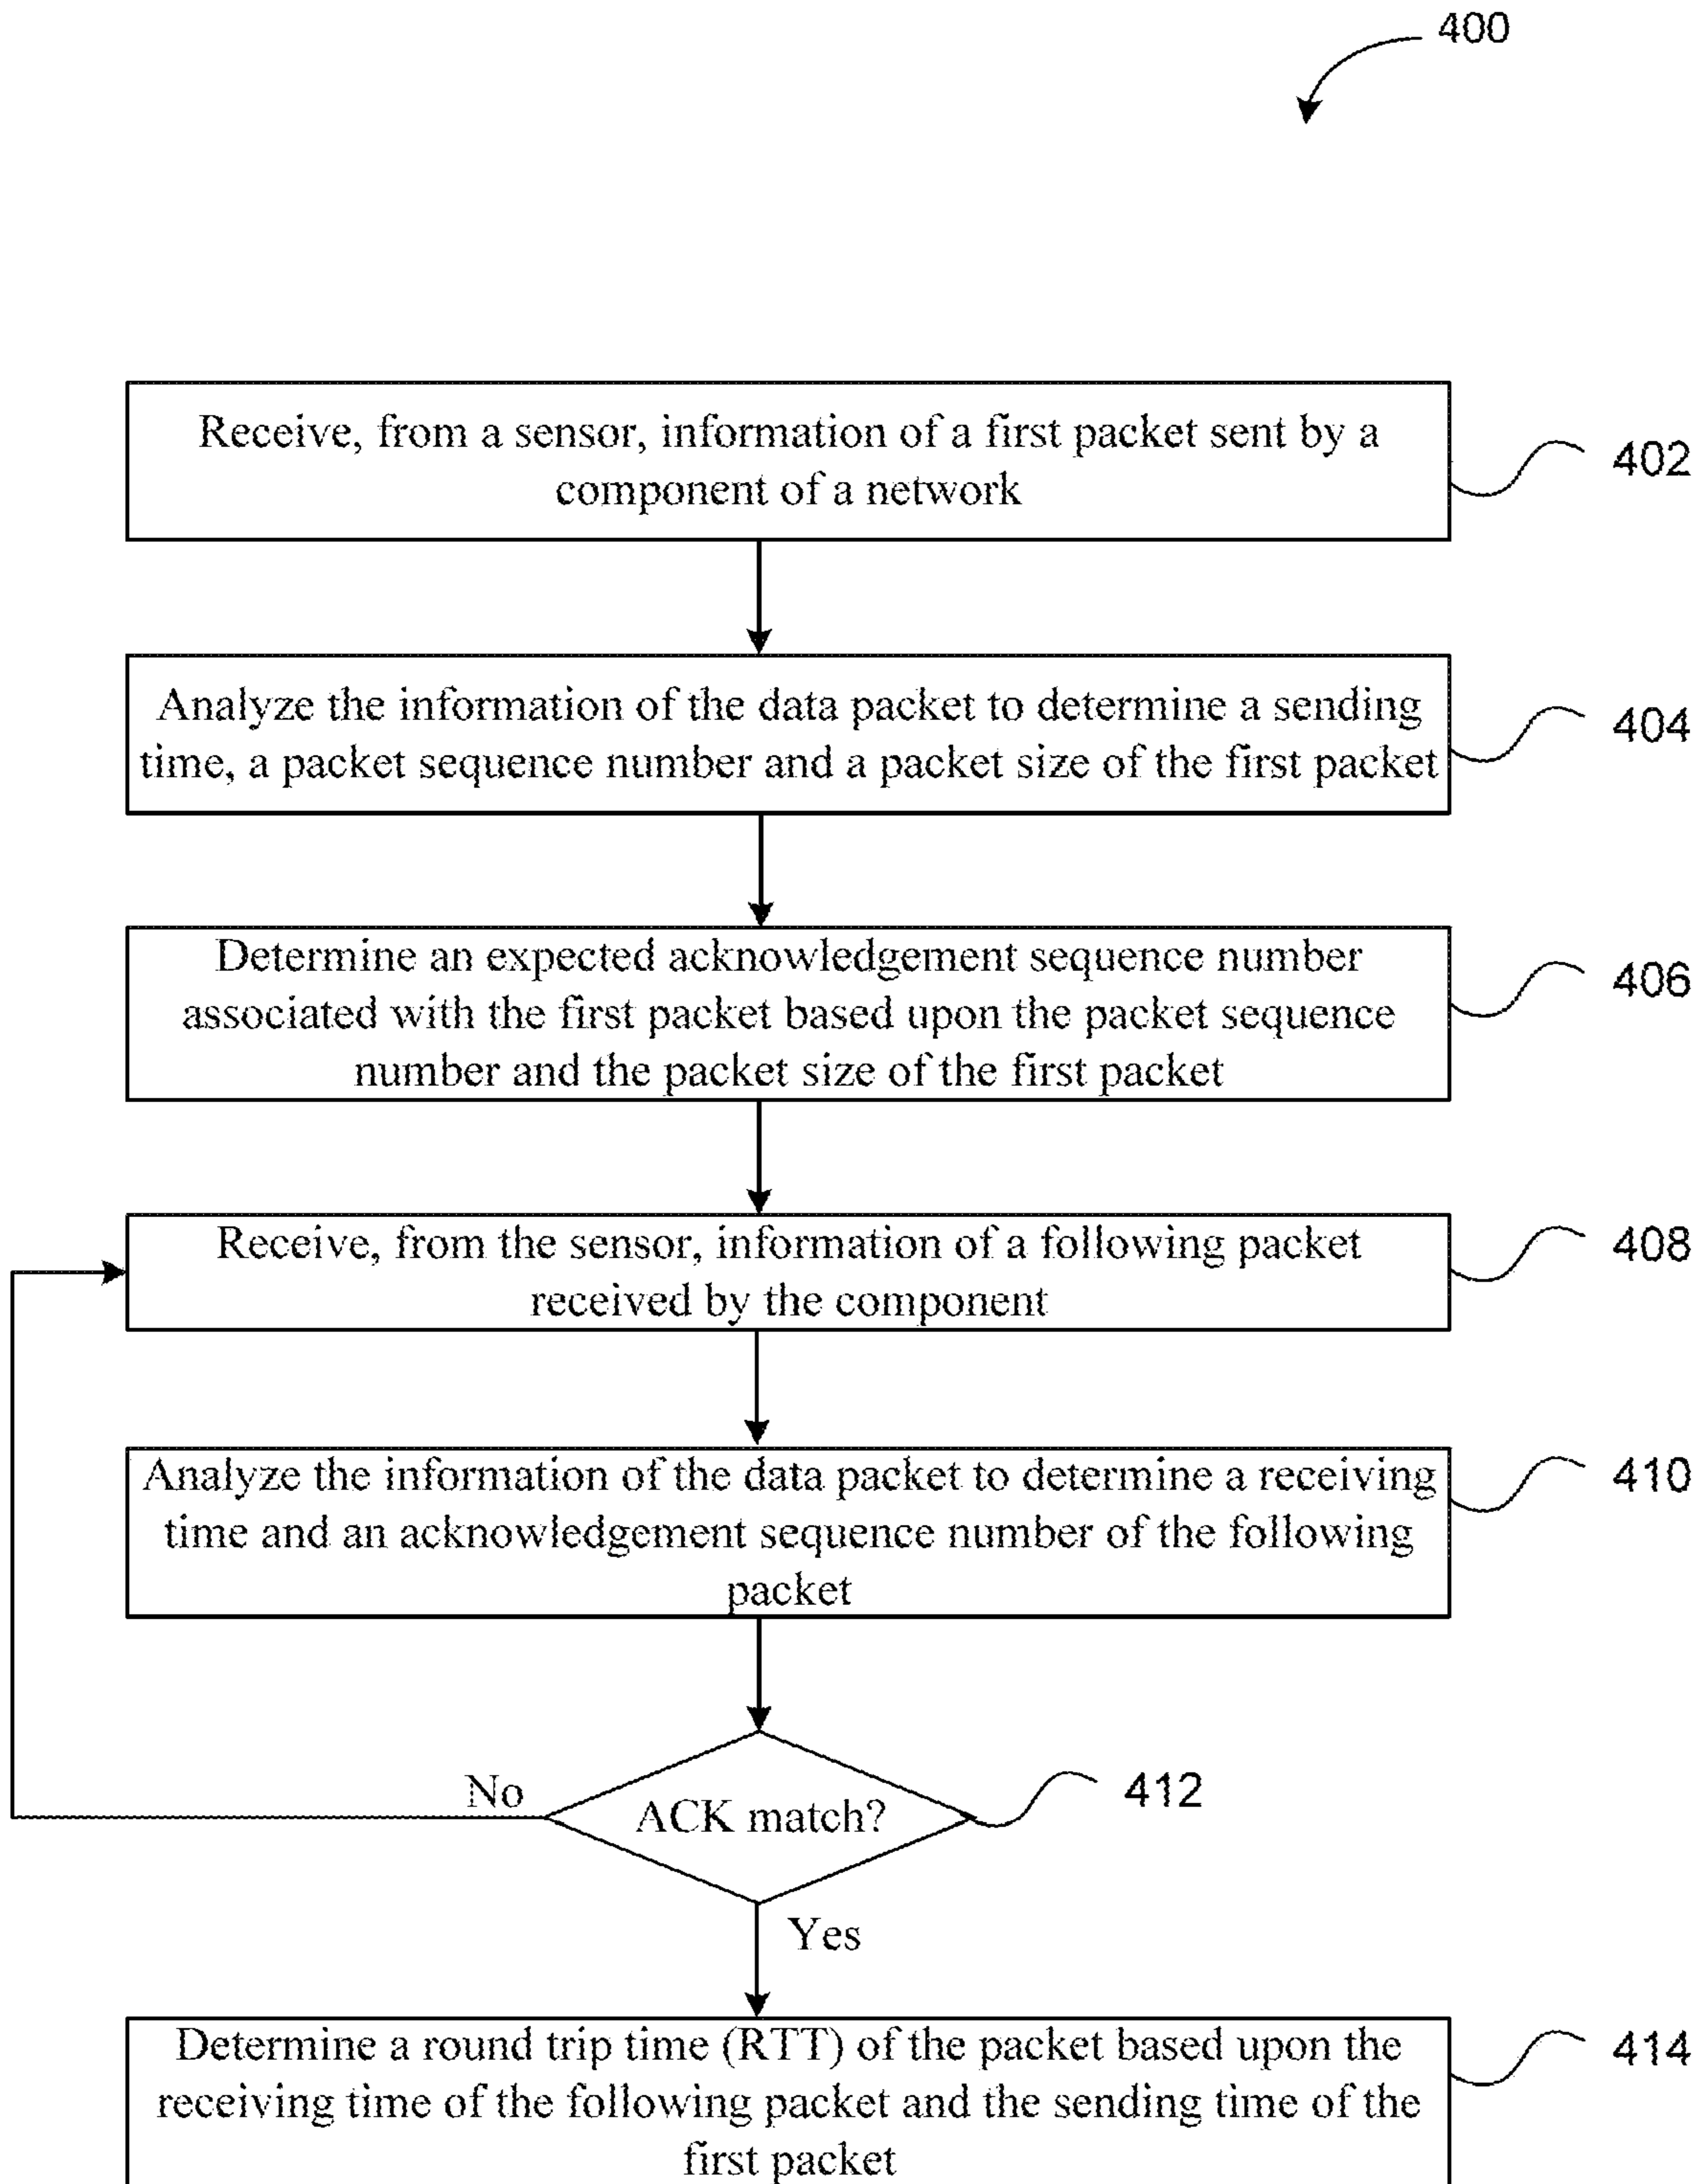 400
Receive, from a sensor, information of a first packet sent by a
component of a network
402
Analyze the information of the data packet to determine a sending
time, a packet sequence number and a packet size of the first packet
404
Determine an expected acknowledgement sequence number
associated with the first packet based upon the packet sequence
number and the packet size of the first packet
406
Receive, from the sensor, information of a following packet
received by the component
408
Analyze the information of the data packet to determine a receiving
time and an acknowledgement sequence number of the following
packet
410
No
ACK match?
412
Yes
Determine a round trip time (RTT) of the packet based upon the
receiving time of the following packet and the sending time of the
first packet
414